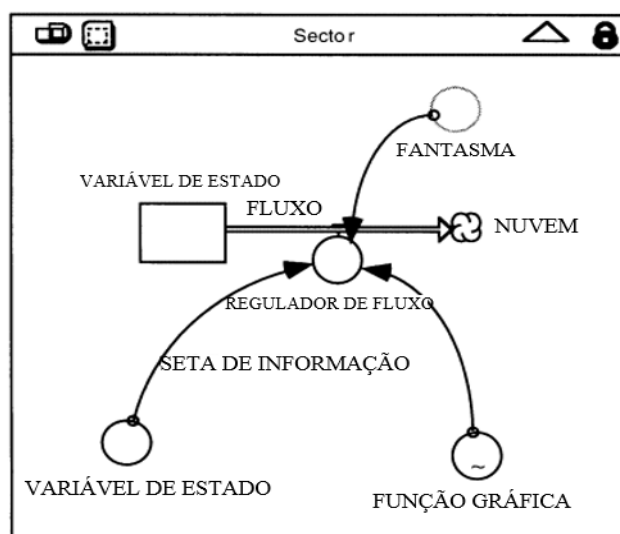 Sector
FANTASMA
VARIÁVEL DE ESTADO
FLUXO
NUVEM
REGULADOR DE FLUXO
SETA DE INFORMAÇÃO
VARIÁVEL DE ESTADO
FUNÇÃO GRÁFICA
~